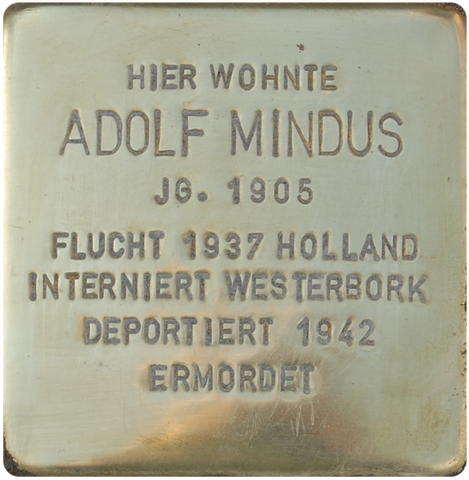 HIER WOHNTE
ADOLF MINDUS
JG. 1905
FLUCHT 1937 HOLLAND
INTERNIERT WESTERBORK
DEPORTIERT 1942
ERMORDET